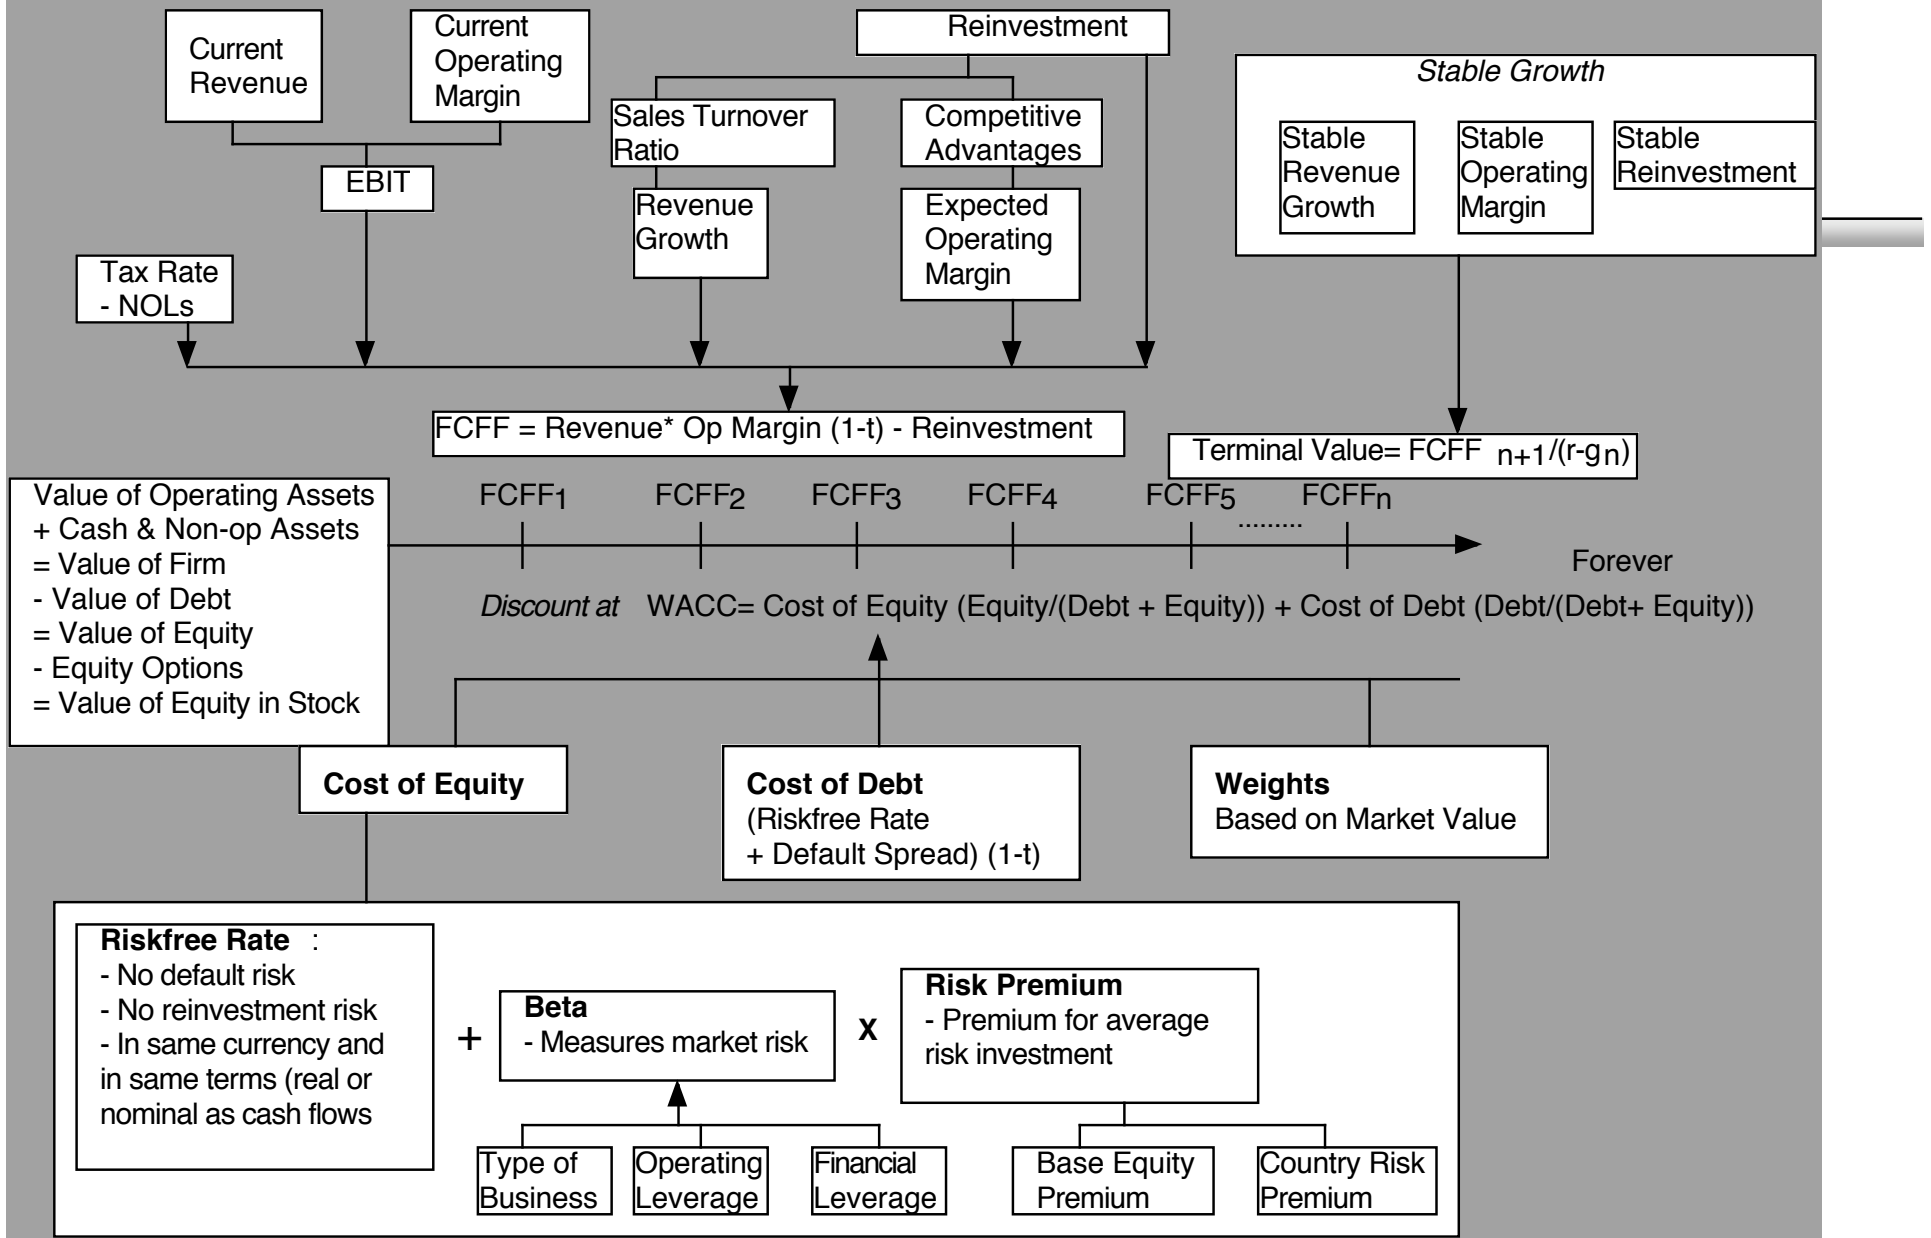 Current
Revenue
Current
Operating
Margin
Reinvestment
Stable Growth
Sales Turnover
Ratio
Competitive
Advantages
Stable
Revenue
Growth
Stable
Operating
Margin
Stable
Reinvestment
EBIT
Revenue
Growth
Expected
Operating
Margin
Tax Rate
- NOLs
FCFF = Revenue* Op Margin (1-t) - Reinvestment
Terminal Value= FCFF n+1/(r-gn)
Value of Operating Assets
+ Cash & Non-op Assets
= Value of Firm
- Value of Debt
= Value of Equity
- Equity Options
= Value of Equity in Stock
FCFF1 FCFF2 FCFF3 FCFF4 FCFF5 ......... FCFFn
Forever
Discount at WACC= Cost of Equity (Equity/(Debt + Equity)) + Cost of Debt (Debt/(Debt+ Equity))
Cost of Equity
Cost of Debt
(Riskfree Rate
+ Default Spread) (1-t)
Weights
Based on Market Value
Riskfree Rate :
- No default risk
- No reinvestment risk
- In same currency and
in same terms (real or
nominal as cash flows
+
Beta
- Measures market risk
X
Risk Premium
- Premium for average
risk investment
Type of
Business
Operating
Leverage
Financial
Leverage
Base Equity
Premium
Country Risk
Premium